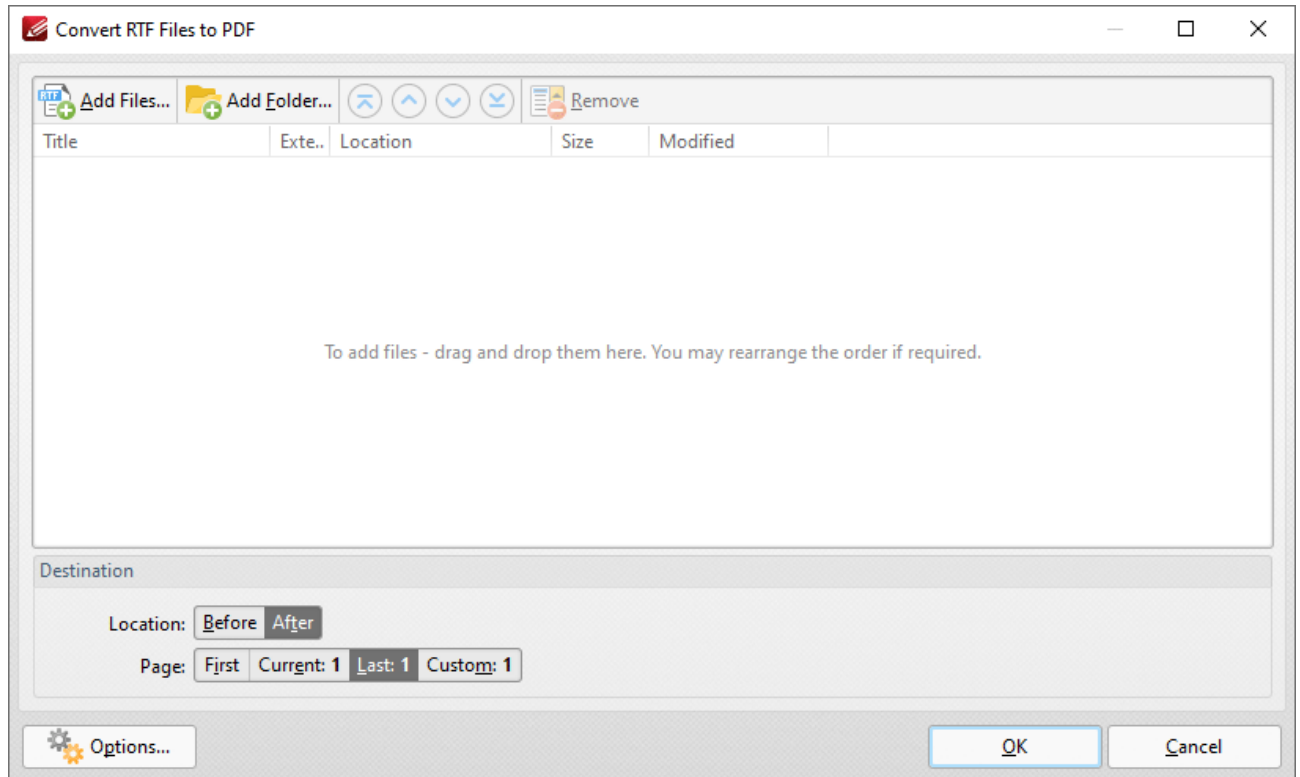 Convert RTF Files to PDF
RTF Add Files... Add Folder... Remove
Title Exte.. Location Size Modified
To add files - drag and drop them here. You may rearrange the order if required.
Destination
Location: Before After
Page: First Current: 1 Last: 1 Custom: 1
Options... OK Cancel